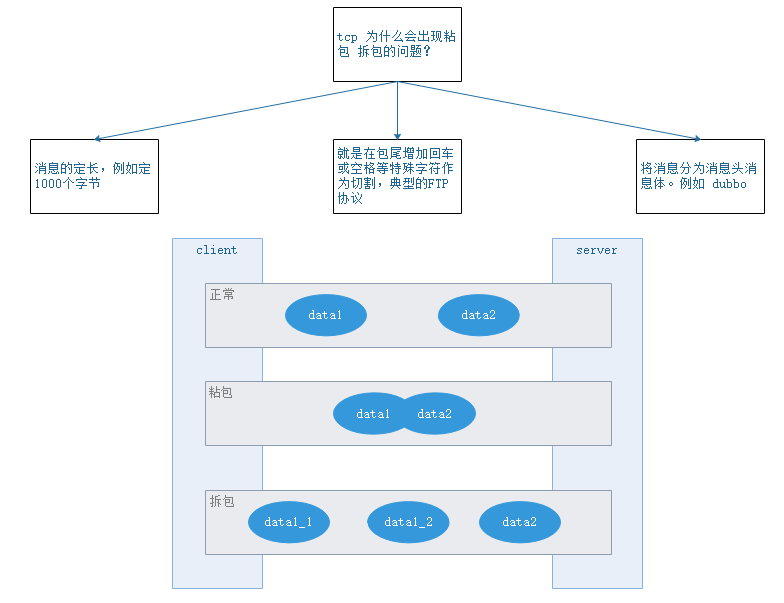 tcp 为什么会出现粘
包 拆包的问题？
消息的定长，例如定
1000个字节
就是在包尾增加回车
或空格等特殊字符作
为切割，典型的FTP
协议
将消息分为消息头消
息体。例如 dubbo
client
server
正常
data1
data2
粘包
data1
data2
拆包
data1_1
data1_2
data2